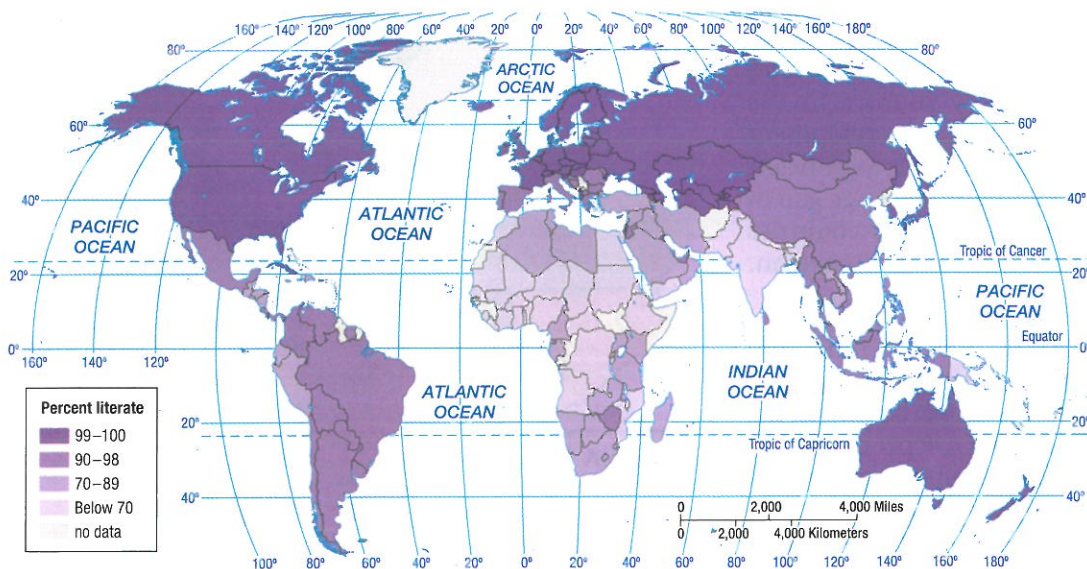 160° 140° 120° 100° 80° 60° 40° 20° 0° 20° 40° 60° 80° 100° 120° 140° 160° 180°
80° 80°
ARCTIC
OCEAN
60° 60°
40° 40°
PACIFIC
OCEAN
ATLANTIC
OCEAN
Tropic of Cancer
20° 20°
PACIFIC
OCEAN
Equator
0° 0°
160° 140° 120°
INDIAN
OCEAN
ATLANTIC
OCEAN
Percent literate
99–100
90–98
70–89
Below 70
no data
20° 20°
Tropic of Capricorn
40° 40°
0 2,000 4,000 Miles
0 2,000 4,000 Kilometers
100° 80° 60° 40° 20° 0° 20° 40° 60° 80° 100° 120° 140° 160° 180°